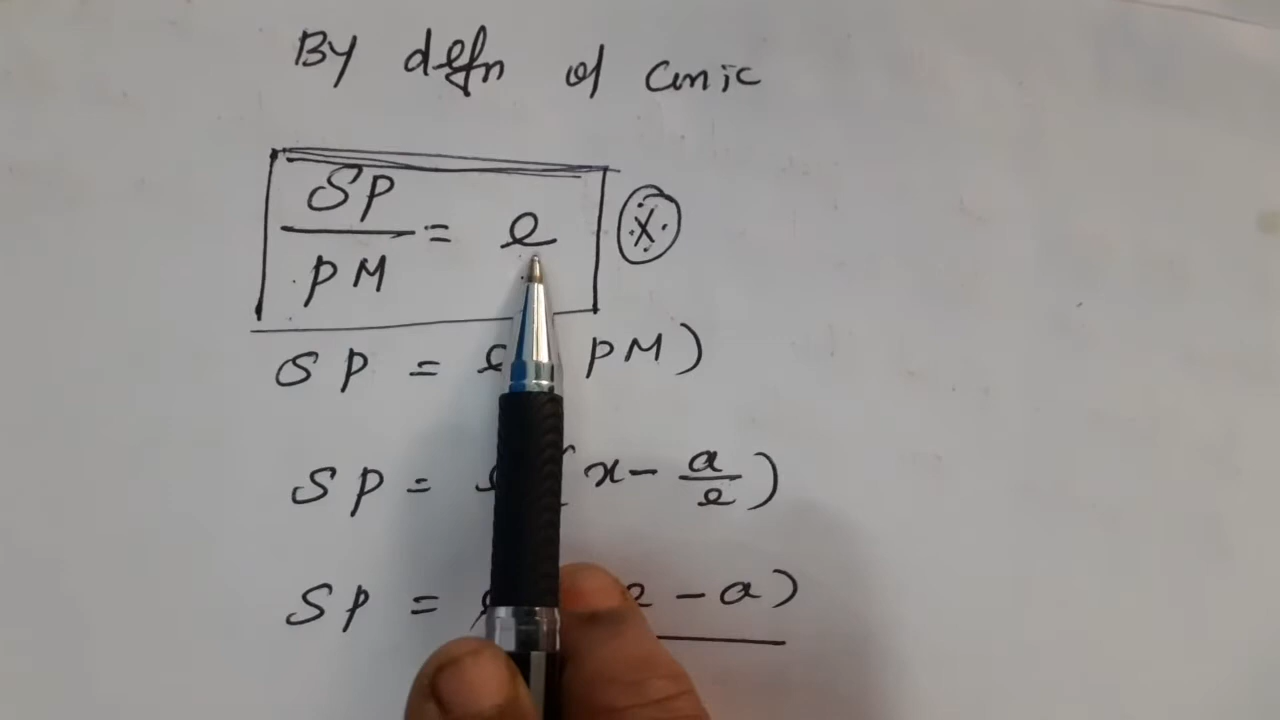 By defn of conic
SP/PM = e (X)
SP = e( PM)
SP = e(x - a/e)
SP = e - a)